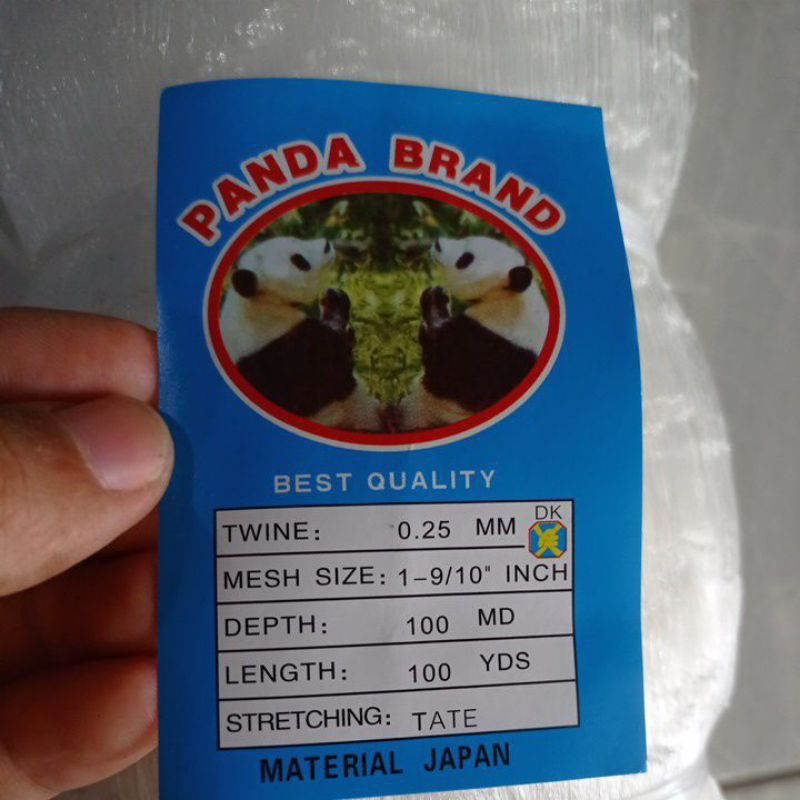 PANDA BRAND
BEST QUALITY
DK
TWINE: 0.25 MM
MESH SIZE: 1-9/10" INCH
DEPTH: 100 MD
LENGTH: 100 YDS
STRETCHING: TATE
MATERIAL JAPAN